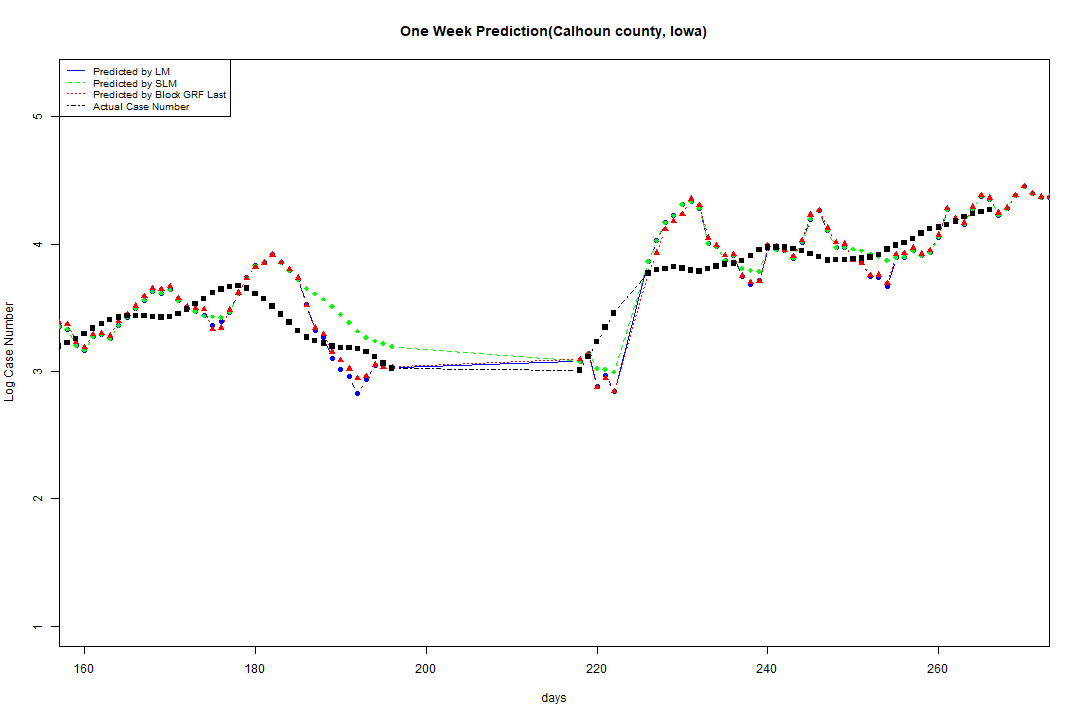 One Week Prediction(Calhoun county, Iowa)
Predicted by LM
Predicted by SLM
Predicted by Block GRF Last
Actual Case Number
5
4
3
2
1
Log Case Number
160 180 200 220 240 260
days